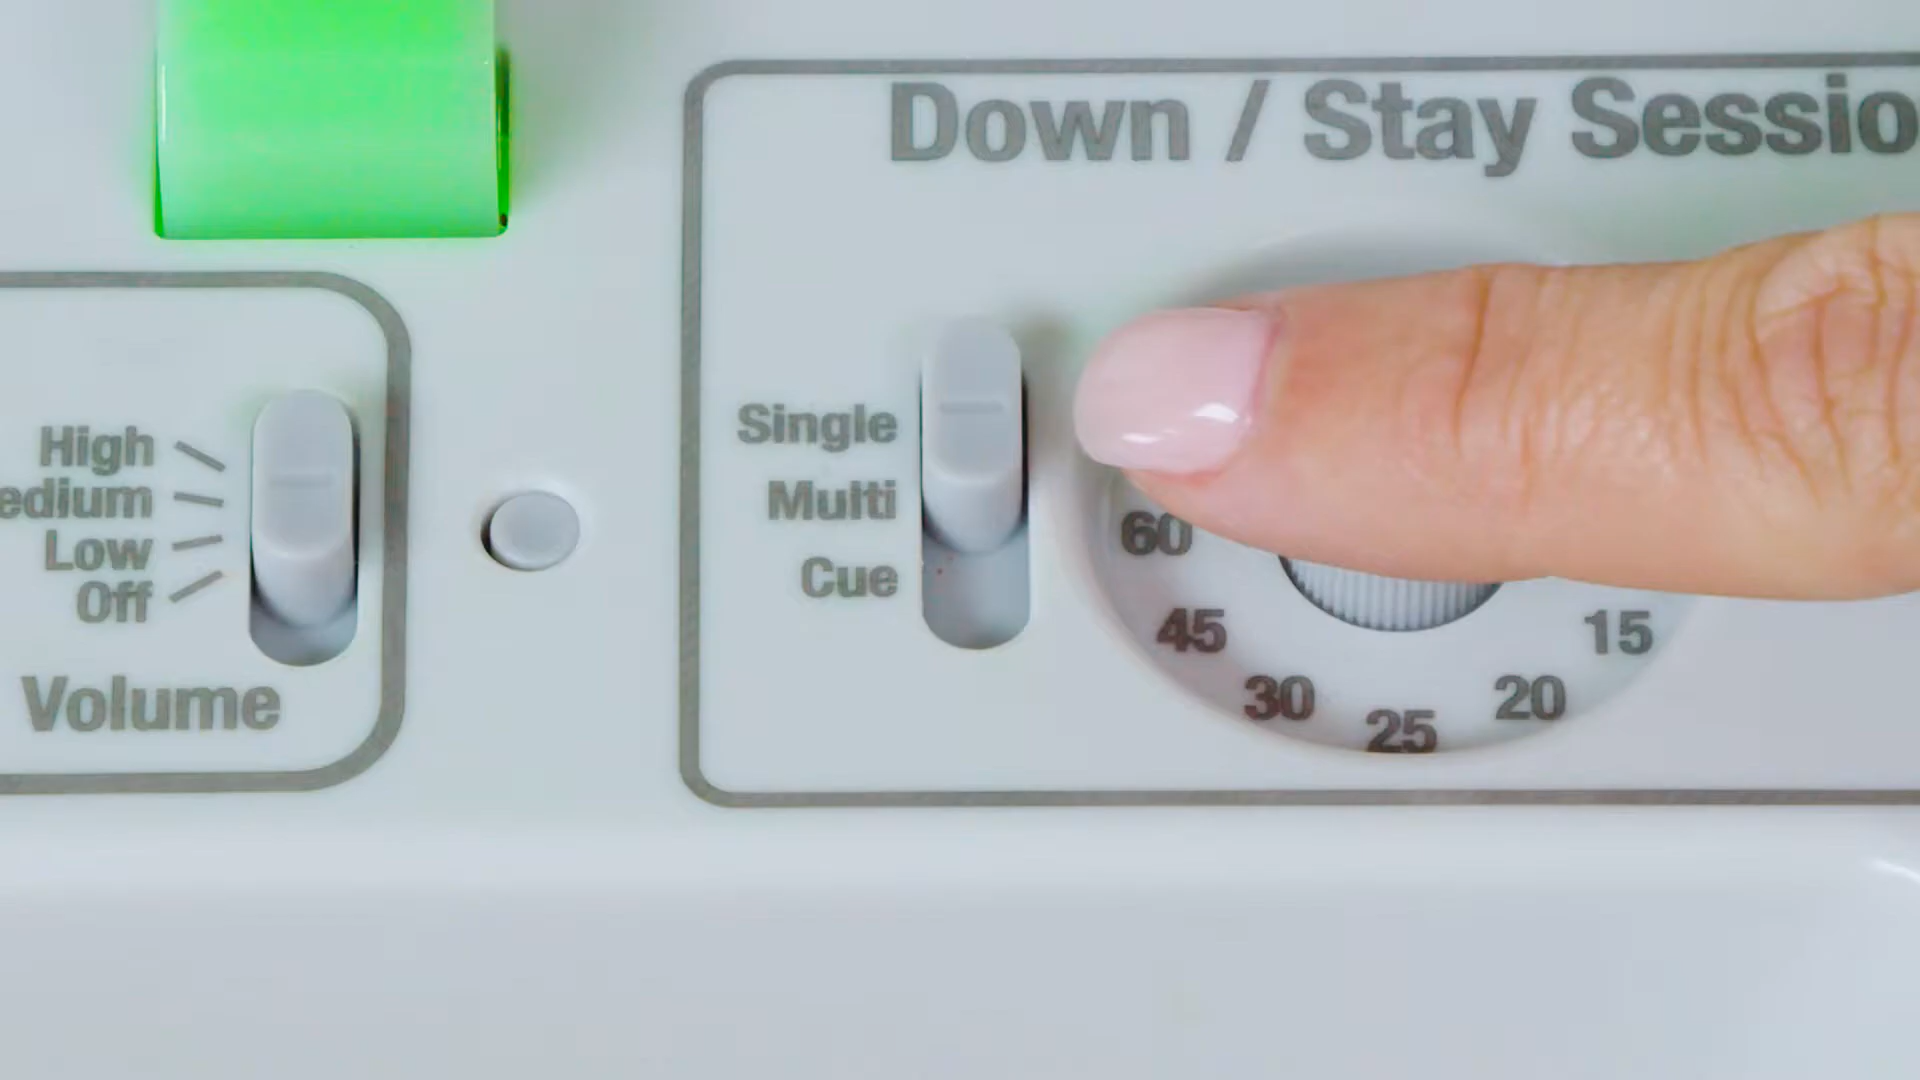 Down / Stay Sessio
High
edium
Low
Off
Volume
Single
Multi
Cue
60
45
30
25
20
15